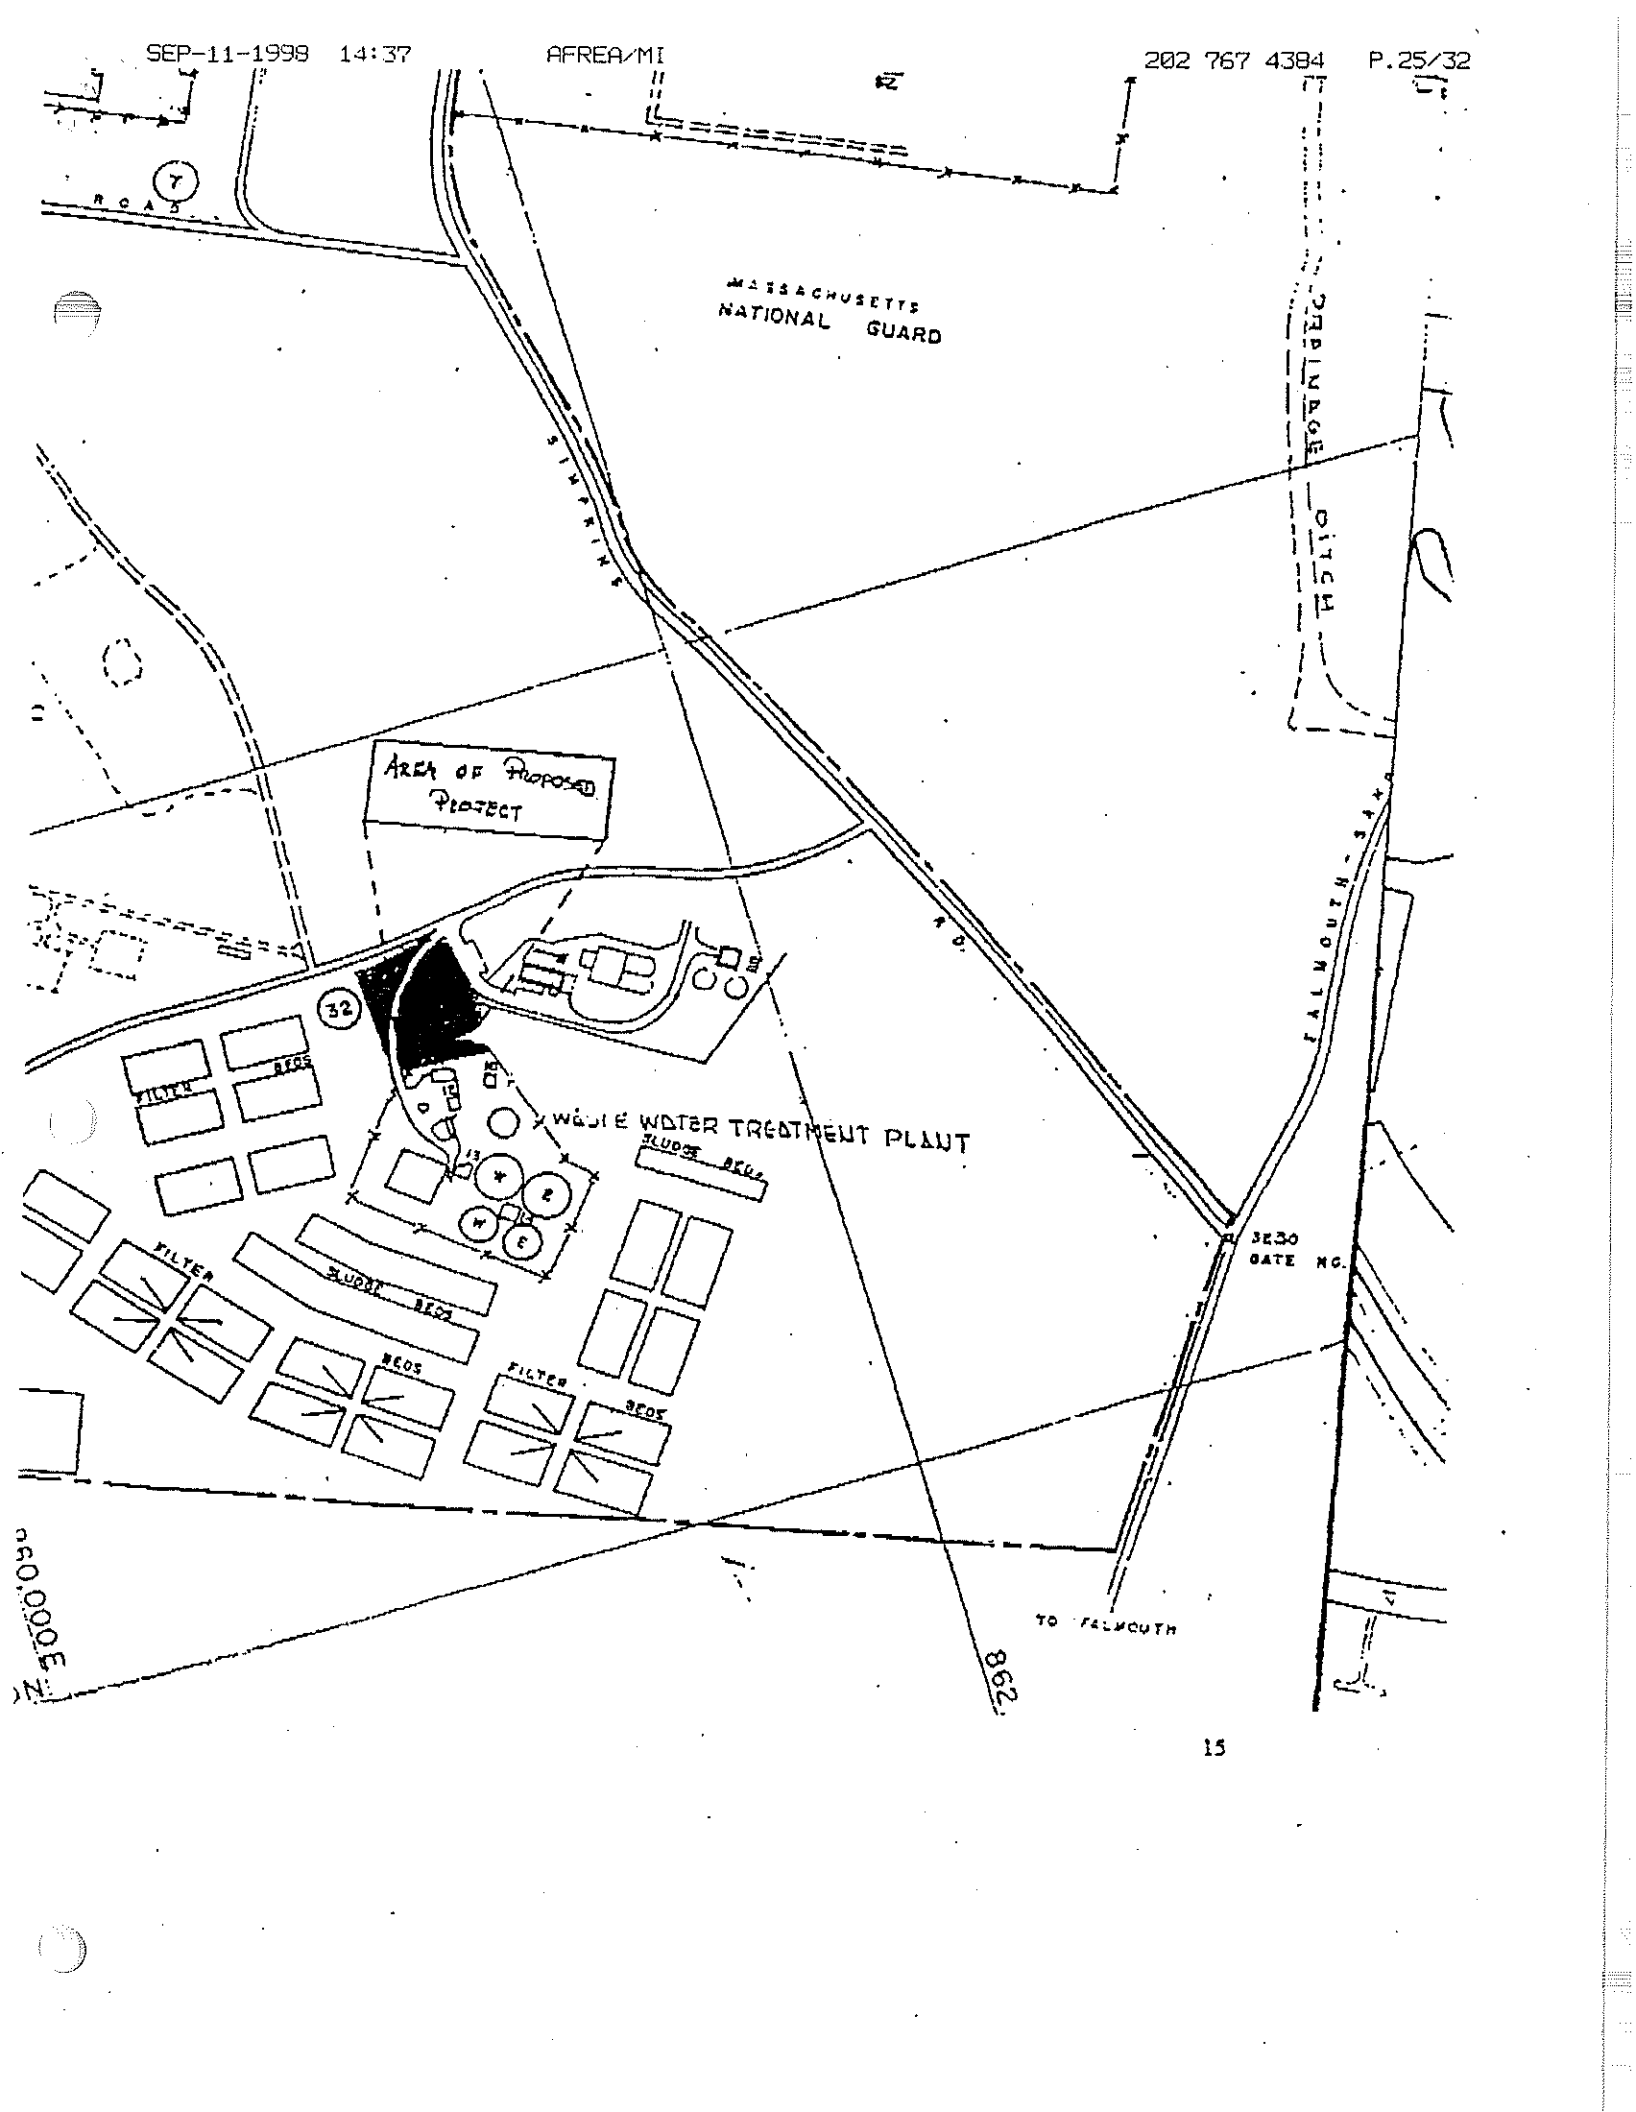 SEP-11-1998 14:37 AFREA/MI 202 767 4384 P.25/32
7
ROAD
MASSACHUSETTS
NATIONAL GUARD
DRAINAGE DITCH
SIMPKINS
RD.
AREA OF PROPOSED
PROJECT
FALMOUTH-SA
32
FILTER BEDS
WATER TREATMENT PLANT
SLUDGE BEDS
13
FILTER
SLUDGE BEDS
BEDS
FILTER
BEDS
GATE NO.
TO FALMOUTH
862
15